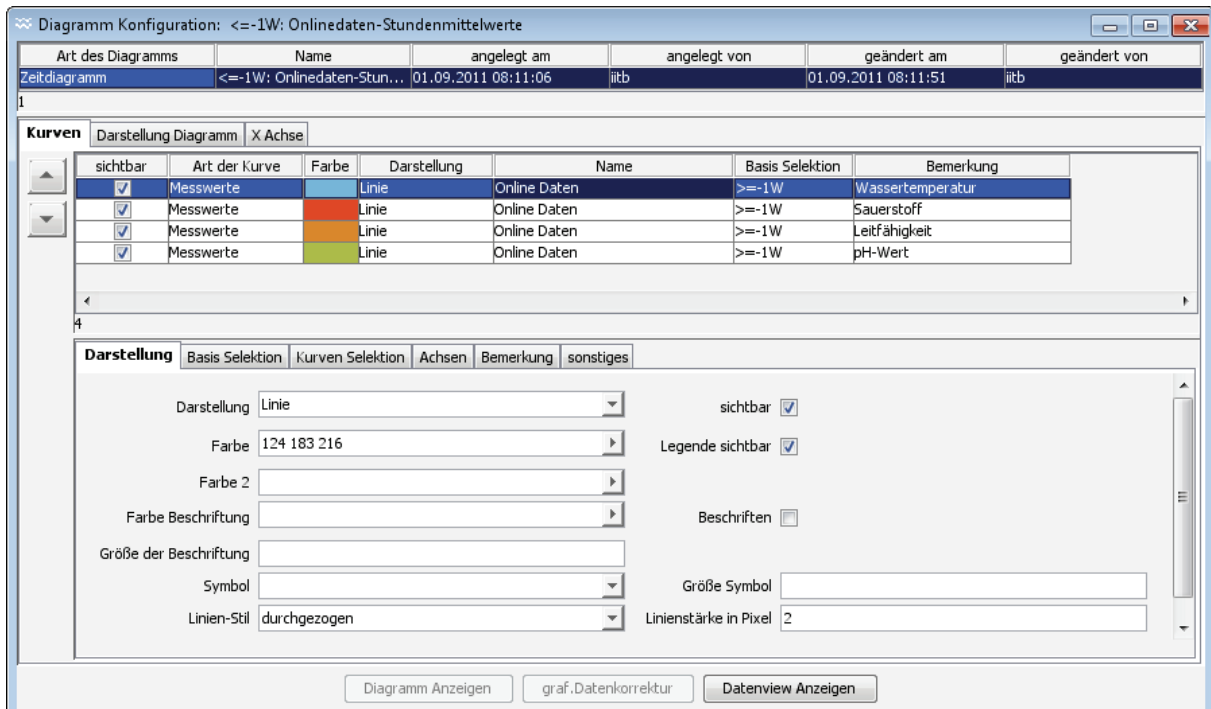 Diagramm Konfiguration: <=-1W: Onlinedaten-Stundenmittelwerte
Art des Diagramms Name angelegt am angelegt von geändert am geändert von
Zeitdiagramm <=-1W: Onlinedaten-Stun... 01.09.2011 08:11:06 iitb 01.09.2011 08:11:51 iitb
1
Kurven Darstellung Diagramm X Achse
sichtbar Art der Kurve Farbe Darstellung Name Basis Selektion Bemerkung
Messwerte Linie Online Daten >=-1W Wassertemperatur
Messwerte Linie Online Daten >=-1W Sauerstoff
Messwerte Linie Online Daten >=-1W Leitfähigkeit
Messwerte Linie Online Daten >=-1W pH-Wert
4
Darstellung Basis Selektion Kurven Selektion Achsen Bemerkung sonstiges
Darstellung Linie sichtbar
Farbe 124 183 216 Legende sichtbar
Farbe 2
Farbe Beschriftung Beschriften
Größe der Beschriftung
Symbol Größe Symbol
Linien-Stil durchgezogen Linienstärke in Pixel 2
Diagramm Anzeigen graf.Datenkorrektur Datenview Anzeigen